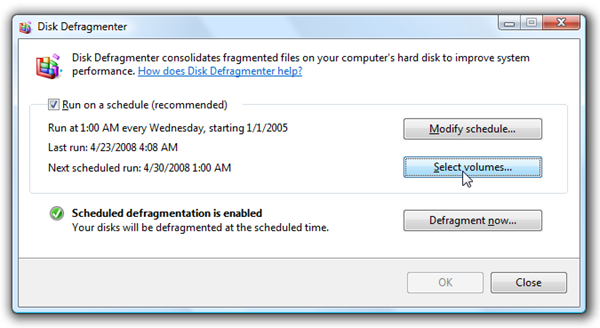 Disk Defragmenter
Disk Defragmenter consolidates fragmented files on your computer's hard disk to improve system
performance. How does Disk Defragmenter help?
Run on a schedule (recommended)
Run at 1:00 AM every Wednesday, starting 1/1/2005
Modify schedule...
Last run: 4/23/2008 4:08 AM
Next scheduled run: 4/30/2008 1:00 AM
Select volumes...
Scheduled defragmentation is enabled
Your disks will be defragmented at the scheduled time.
Defragment now...
OK
Close